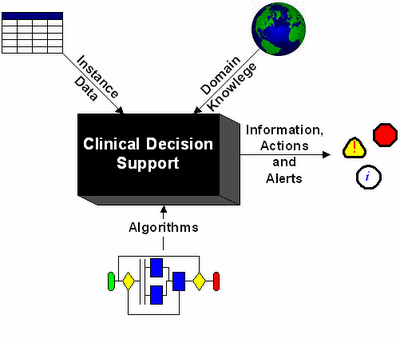 Instance
Data
Domain
Knowlege
Clinical Decision
Support
Information,
Actions
and
Alerts
!
i
Algorithms